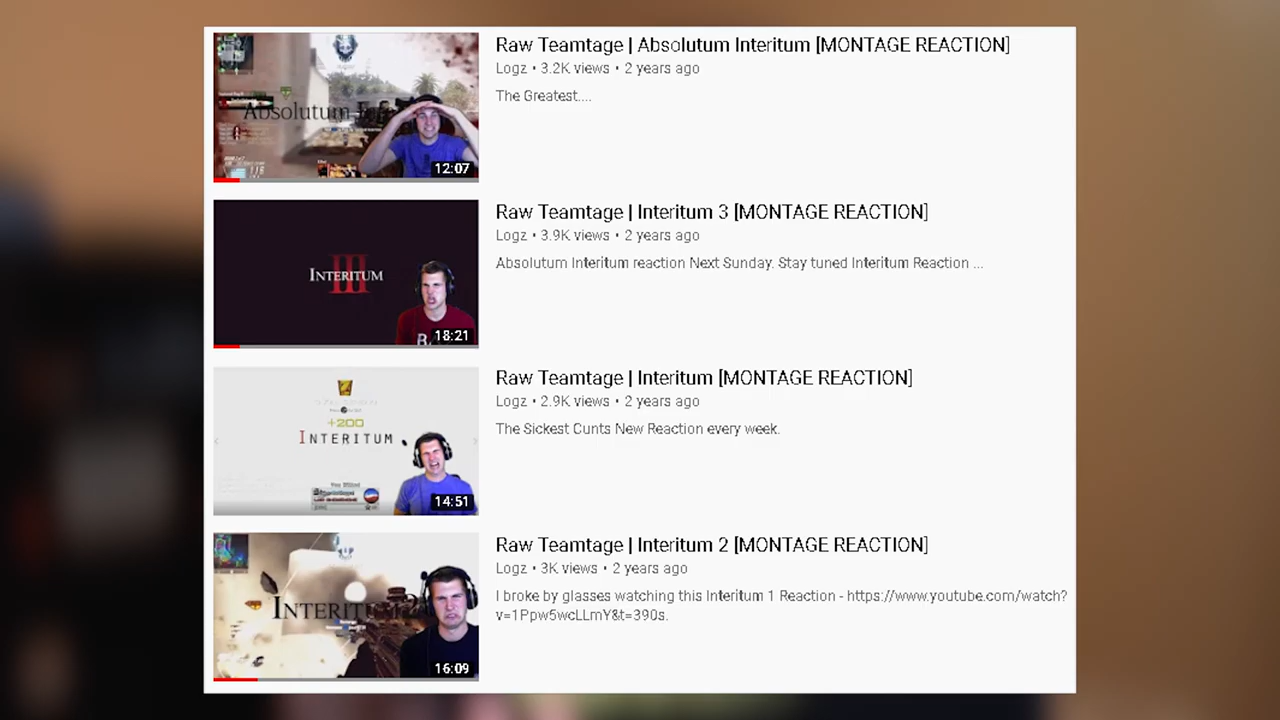 Raw Teamtage | Absolutum Interitum [MONTAGE REACTION]
Logz • 3.2K views • 2 years ago
The Greatest....
Absolutum
12:07
Raw Teamtage | Interitum 3 [MONTAGE REACTION]
Logz • 3.9K views • 2 years ago
Absolutum Interitum reaction Next Sunday. Stay tuned Interitum Reaction ...
INTERITUM
III
18:21
Raw Teamtage | Interitum [MONTAGE REACTION]
Logz • 2.9K views • 2 years ago
The Sickest Cunts New Reaction every week.
+200
INTERITUM
You Killed
14:51
Raw Teamtage | Interitum 2 [MONTAGE REACTION]
Logz • 3K views • 2 years ago
I broke by glasses watching this Interitum 1 Reaction - https://www.youtube.com/watch?
v=1Ppw5wcLLmY&t=390s.
16:09